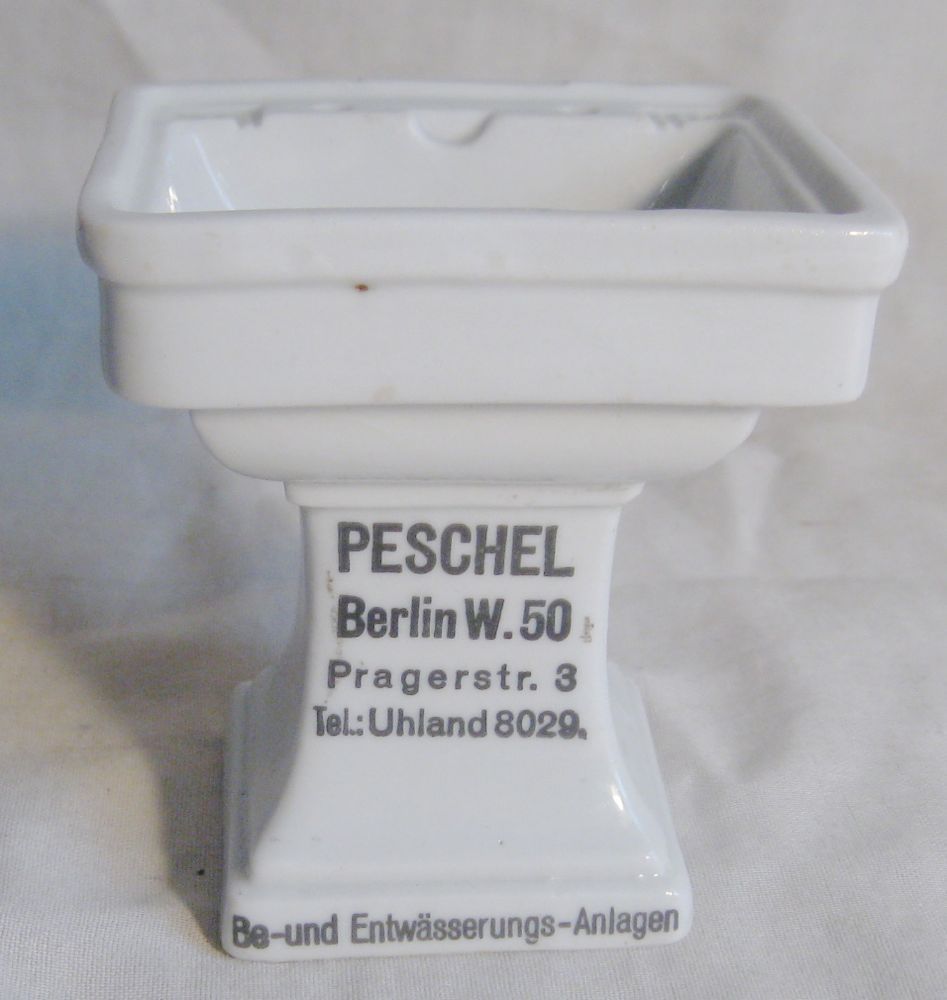 PESCHEL
Berlin W. 50
Pragerstr. 3
Tel.: Uhland 8029.
Be-und Entwässerungs-Anlagen